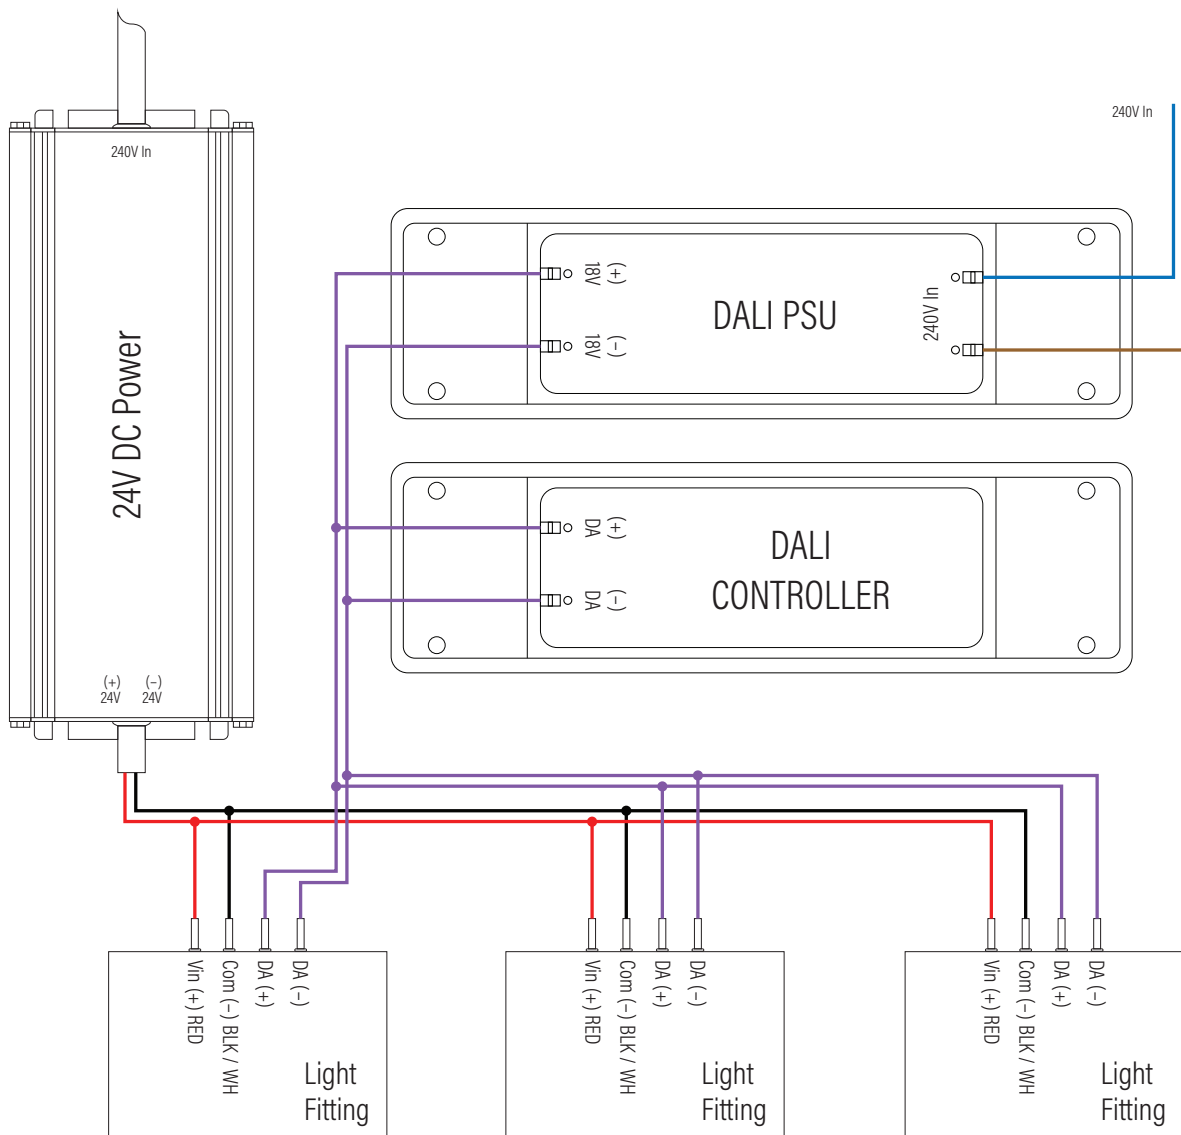 240V In
240V In
18V (+)
18V (−)
DALI PSU
240V In
24V DC Power
DA (+)
DA (−)
DALI
CONTROLLER
(+) (−)
24V 24V
Vin (+) RED
Com (−) BLK / WH
DA (+)
DA (−)
Light
Fitting
Vin (+) RED
Com (−) BLK / WH
DA (+)
DA (−)
Light
Fitting
Vin (+) RED
Com (−) BLK / WH
DA (+)
DA (−)
Light
Fitting